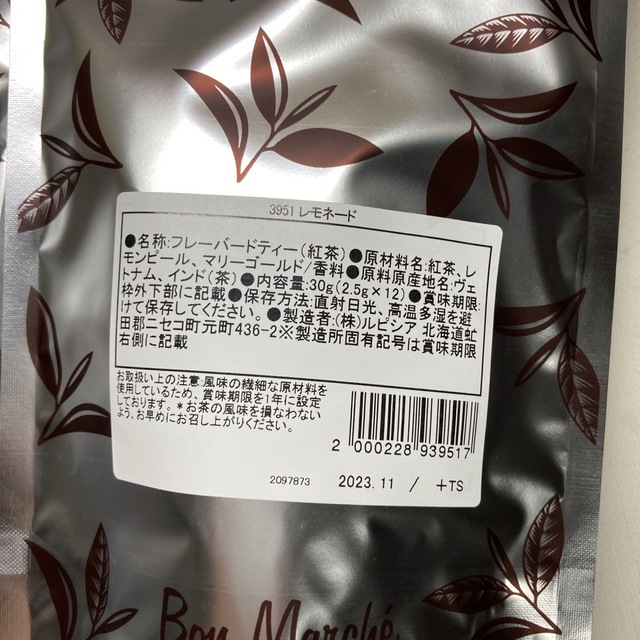 3951 レモネード
●名称:フレーバードティー(紅茶)●原材料名:紅茶、レ
モンピール、マリーゴールド/香料●原料原産地名:ヴェ
トナム、インド(茶)●内容量:30g(2.5g×12)●賞味期限:
枠外下部に記載●保存方法:直射日光、高温多湿を避
けて保存してください。●製造者:(株)ルピシア 北海道虻
田郡ニセコ町元町436-2※製造所固有記号は賞味期限
右側に記載
お取扱い上の注意:風味の繊細な原材料を
使用しているため、賞味期限を1年に設定
しております。*お茶の風味を損なわない
よう、お早めにお召し上がりください。
2 000228 939517
2097873 2023.11 / +TS
Bon Marché